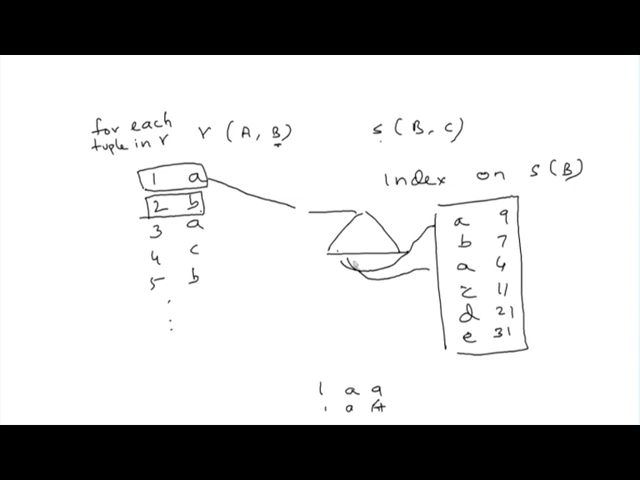 for each
tuple in r
r (A, B)
s (B, C)
Index on s(B)
1 a
2 b
3 a
4 c
5 b
a 9
b 7
a 4
c 11
d 21
e 31
1 a 9
1 a 4